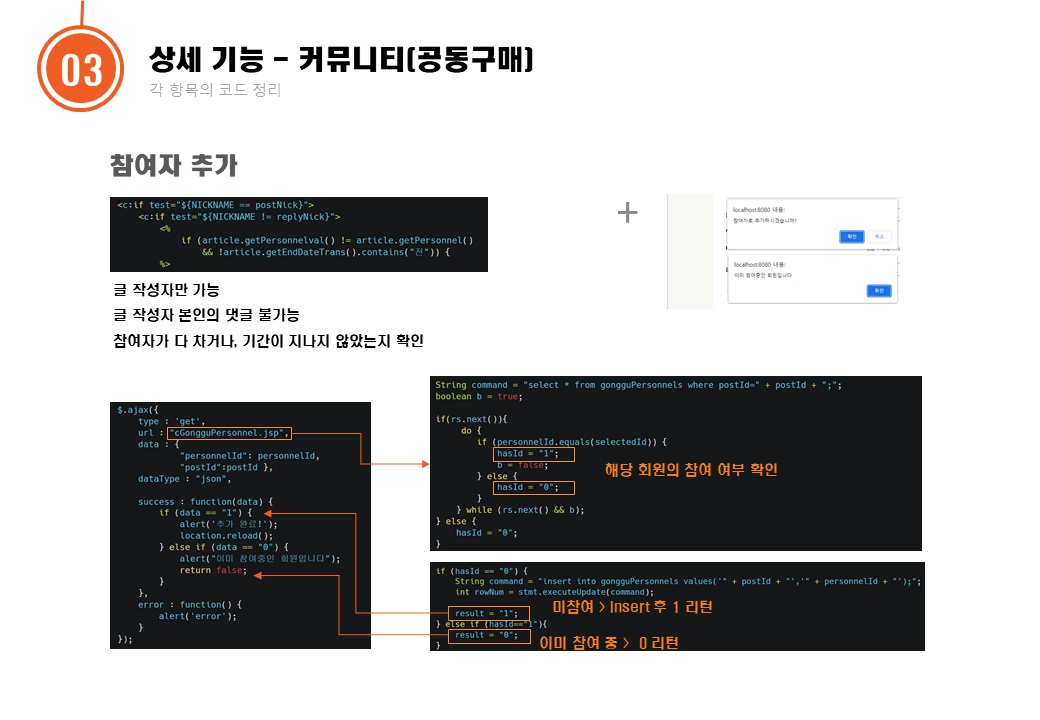 03
상세 기능 - 커뮤니티(공동구매)
각 항목의 코드 정리
참여자 추가
<c:if test="${NICKNAME == postNick}">
<c:if test="${NICKNAME != replyNick}">
<%
if (article.getPersonnelval() != article.getPersonnel()
&& !article.getEndDateTrans().contains("전")) {
%>
글 작성자만 가능
글 작성자 본인의 댓글 불가능
참여자가 다 차거나, 기간이 지나지 않았는지 확인
+
localhost:8080 내용:
참여자로 추가하시겠습니까?
확인 취소
localhost:8080 내용:
이미 참여중인 회원입니다
확인
$.ajax({
type : 'get',
url : "cGongguPersonnel.jsp",
data : {
"personnelId": personnelId,
"postId":postId },
dataType : "json",
success : function(data) {
if (data == "1") {
alert('추가 완료!');
location.reload();
} else if (data == "0") {
alert("이미 참여중인 회원입니다");
return false;
}
},
error : function() {
alert('error');
}
});
String command = "select * from gongguPersonnels where postId=" + postId + ";";
boolean b = true;
if(rs.next()){
do {
if (personnelId.equals(selectedId)) {
hasId = "1";
b = false;
} else {
hasId = "0";
}
} while (rs.next() && b);
} else {
hasId = "0";
}
해당 회원의 참여 여부 확인
if (hasId == "0") {
String command = "insert into gongguPersonnels values('" + postId + "','" + personnelId + "');";
int rowNum = stmt.executeUpdate(command);
result = "1";
미참여 > insert 후 1 리턴
} else if (hasId=="1"){
result = "0";
이미 참여 중 > 0 리턴
}